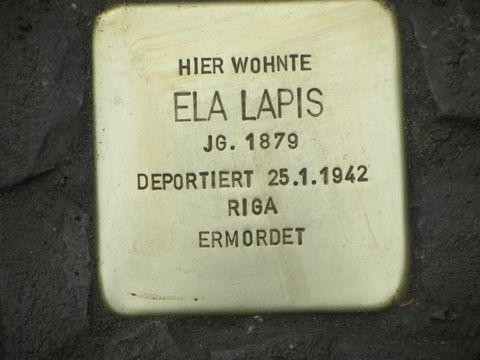 HIER WOHNTE
ELA LAPIS
JG. 1879
DEPORTIERT 25.1.1942
RIGA
ERMORDET